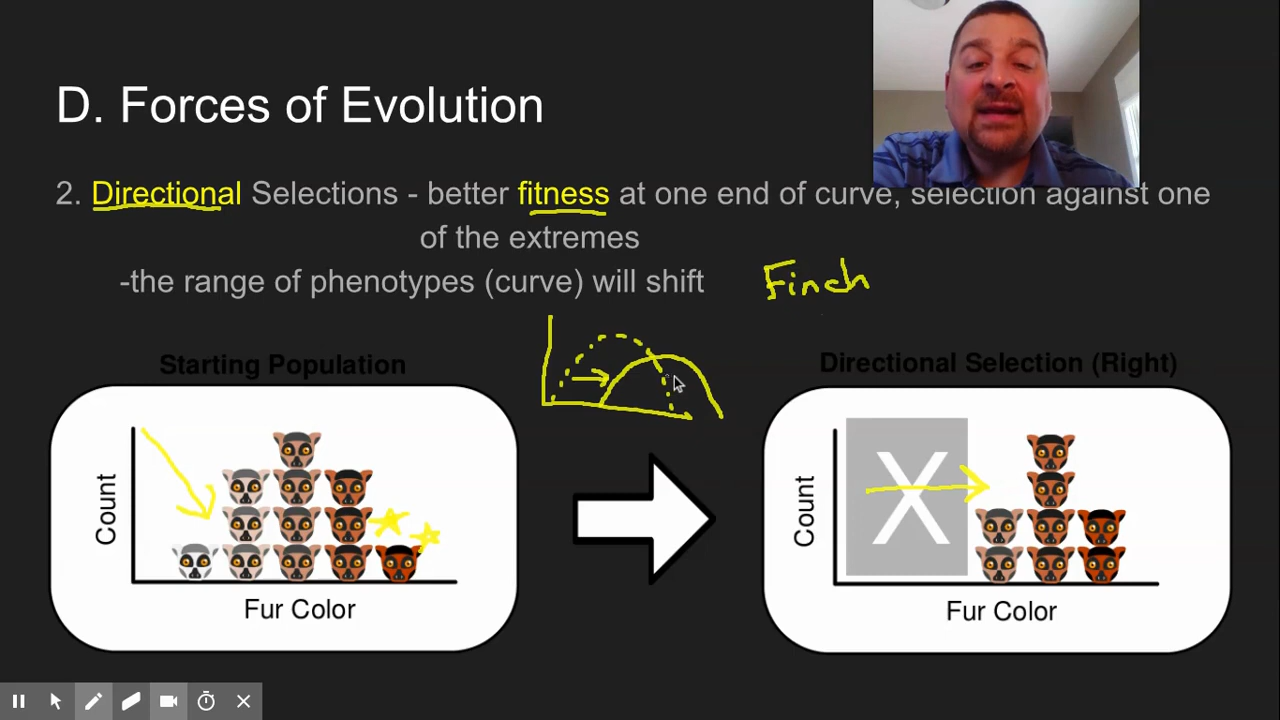 D. Forces of Evolution
2. Directional Selections - better fitness at one end of curve, selection against one
of the extremes
-the range of phenotypes (curve) will shift
Finch
Starting Population
Directional Selection (Right)
Count
Fur Color
X
Count
Fur Color